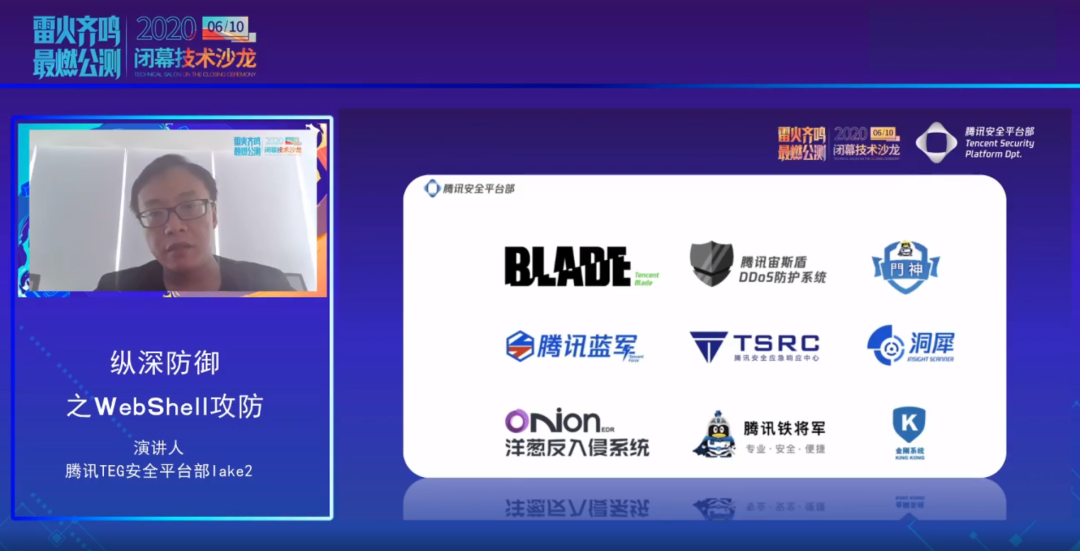 雷火齐鸣
最燃公测
2020 06/10
闭幕技术沙龙
TECHNICAL SALON ON THE CLOSING CEREMONY
雷火齐鸣
最燃公测
2020
闭幕技术沙龙
纵深防御
之WebShell攻防
演讲人
腾讯TEG安全平台部lake2
雷火齐鸣
最燃公测
2020 06/10
闭幕技术沙龙
腾讯安全平台部
Tencent Security
Platform Dpt.
腾讯安全平台部
BLADE Tencent
Blade
腾讯宙斯盾
DDoS防护系统
門神
腾讯蓝军
Tencent
Force
TSRC
腾讯安全应急响应中心
洞犀
INSIGHT SCANNER
Onion EDR
洋葱反入侵系统
腾讯铁将军
专业·安全·便捷
K
金刚系统
KING KONG